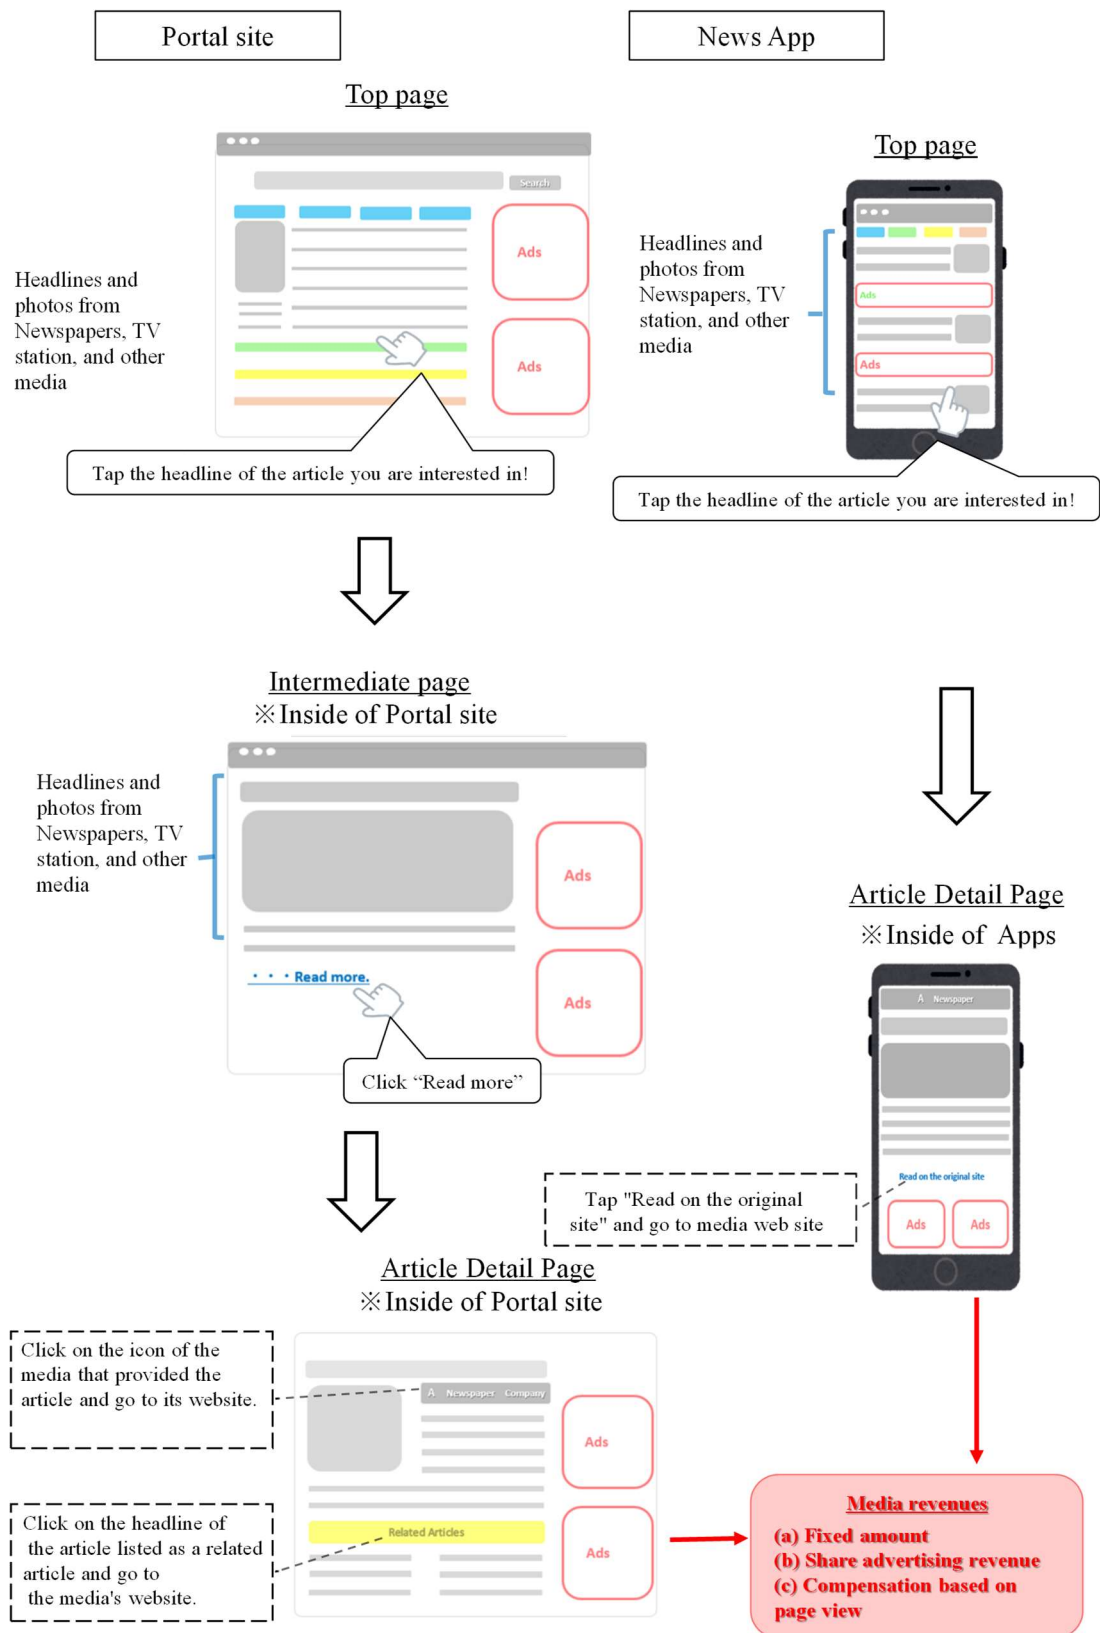 Portal site
News App
Top page
Search
Ads
Ads
Headlines and
photos from
Newspapers, TV
station, and other
media
Tap the headline of the article you are interested in!
Top page
Headlines and
photos from
Newspapers, TV
station, and other
media
Ads
Ads
Tap the headline of the article you are interested in!
Intermediate page
※Inside of Portal site
Headlines and
photos from
Newspapers, TV
station, and other
media
Ads
Ads
・・・Read more.
Click “Read more”
Article Detail Page
※Inside of Apps
A Newspaper
Read on the original site
Ads Ads
Tap "Read on the original
site" and go to media web site
Article Detail Page
※Inside of Portal site
Click on the icon of the
media that provided the
article and go to its website.
A Newspaper Company
Ads
Related Articles
Ads
Click on the headline of
the article listed as a related
article and go to
the media's website.
Media revenues
(a) Fixed amount
(b) Share advertising revenue
(c) Compensation based on
page view